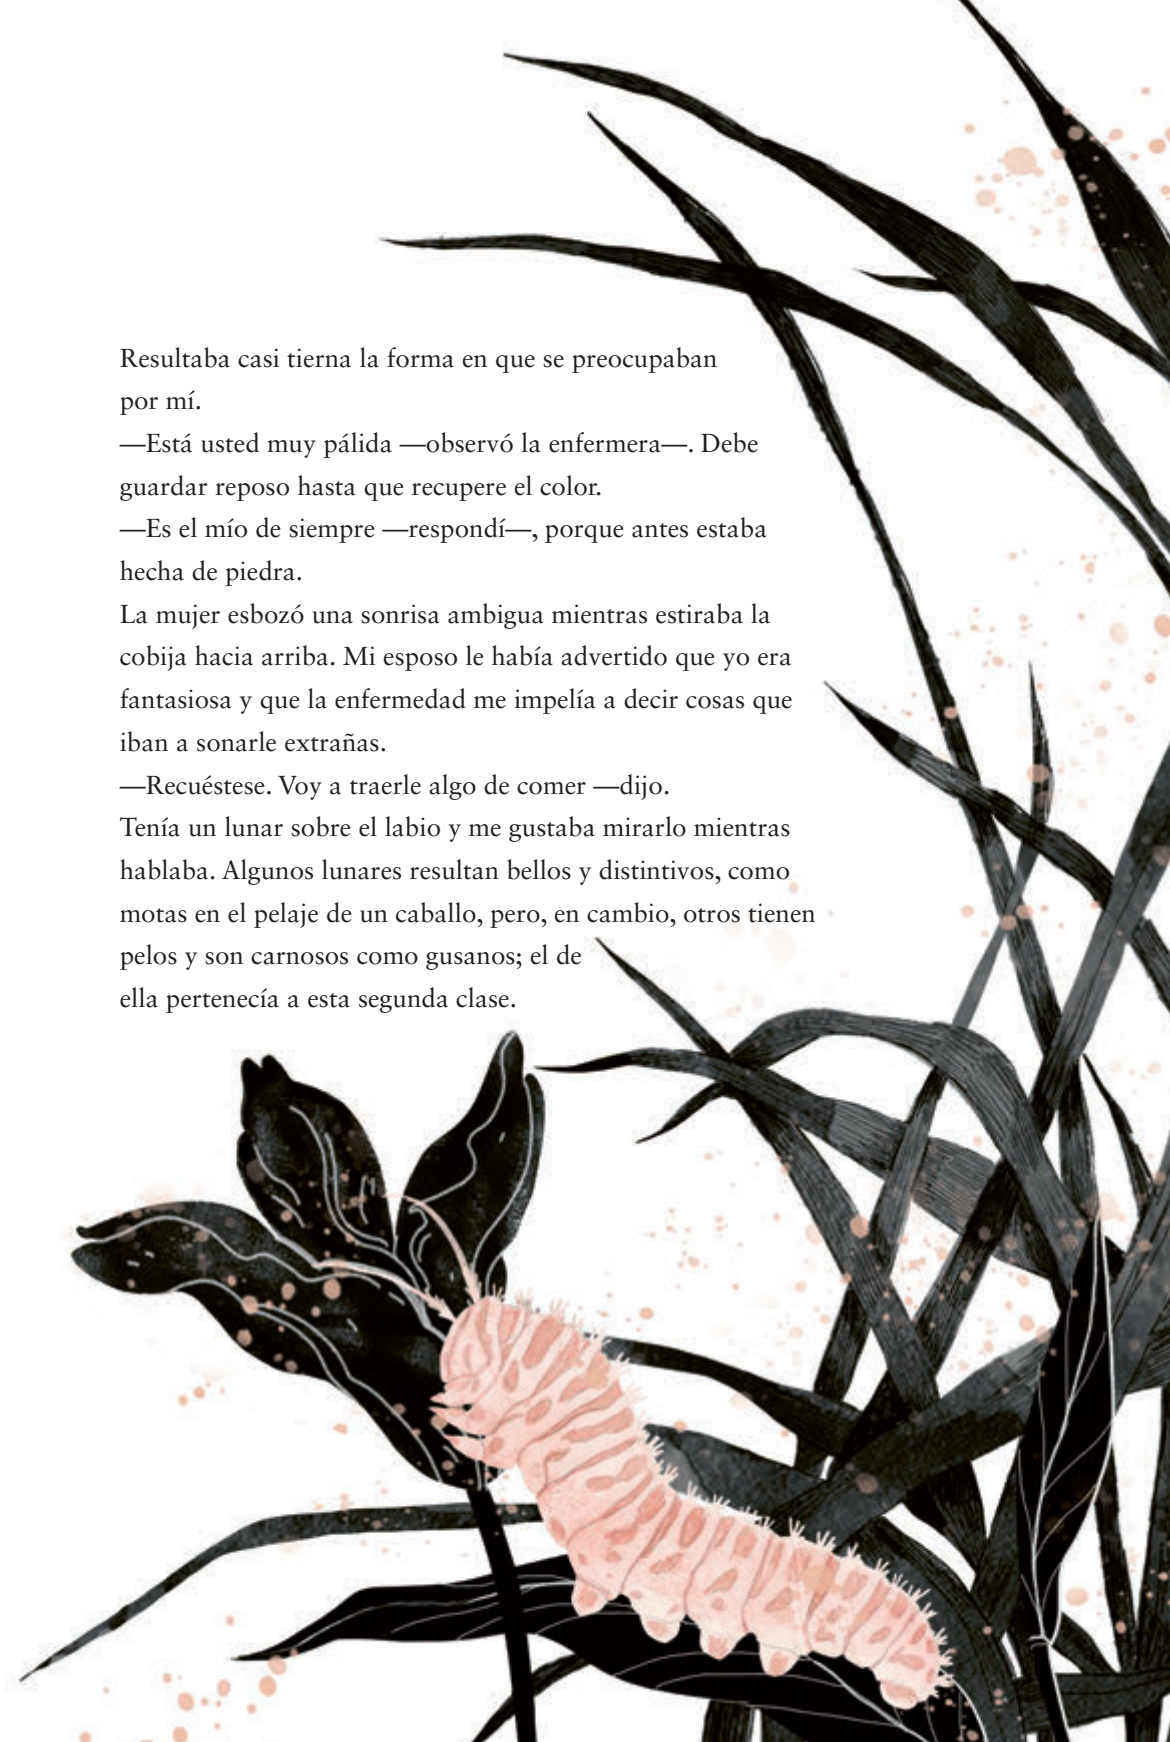 Resultaba casi tierna la forma en que se preocupaban
por mí.
—Está usted muy pálida —observó la enfermera—. Debe
guardar reposo hasta que recupere el color.
—Es el mío de siempre —respondí—, porque antes estaba
hecha de piedra.
La mujer esbozó una sonrisa ambigua mientras estiraba la
cobija hacia arriba. Mi esposo le había advertido que yo era
fantasiosa y que la enfermedad me impelía a decir cosas que
iban a sonarle extrañas.
—Recuéstese. Voy a traerle algo de comer —dijo.
Tenía un lunar sobre el labio y me gustaba mirarlo mientras
hablaba. Algunos lunares resultan bellos y distintivos, como
motas en el pelaje de un caballo, pero, en cambio, otros tienen
pelos y son carnosos como gusanos; el de
ella pertenecía a esta segunda clase.